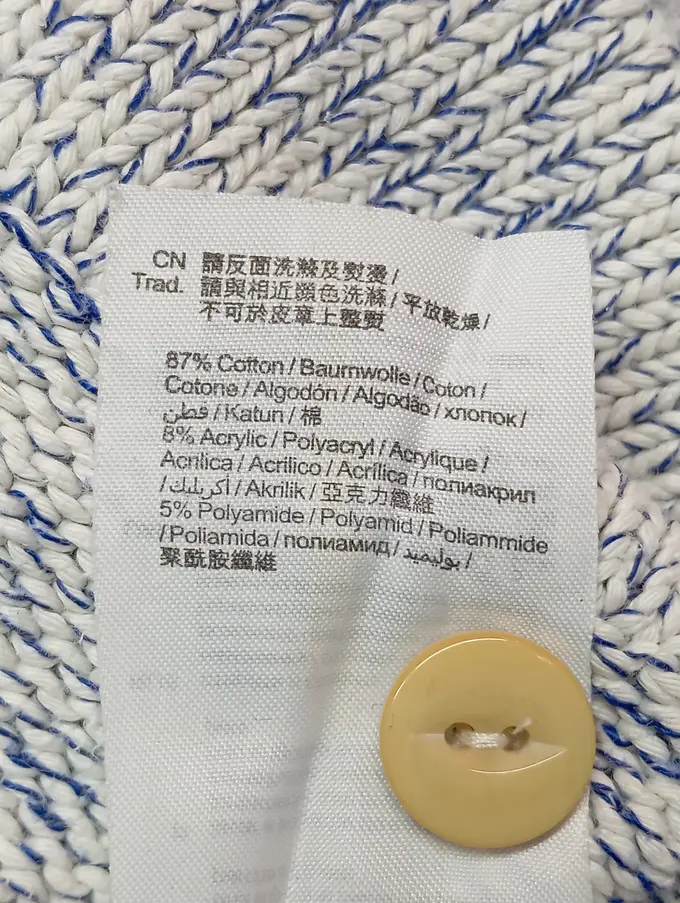 CN 請反面洗滌及熨燙/
Trad. 請與相近顏色洗滌/平放乾燥/
不可於皮革上整熨
87% Cotton / Baumwolle / Coton /
Cotone / Algodón / Algodão / хлопок /
قطن / Katun / 棉
8% Acrylic / Polyacryl / Acrylique /
Acrilica / Acrilico / Acrílica / полиакрил
/ أكريليك / Akrilik / 亞克力纖維
5% Polyamide / Polyamid / Poliammide
/ Poliamida / полиамид / بوليميد /
聚酰胺纖維